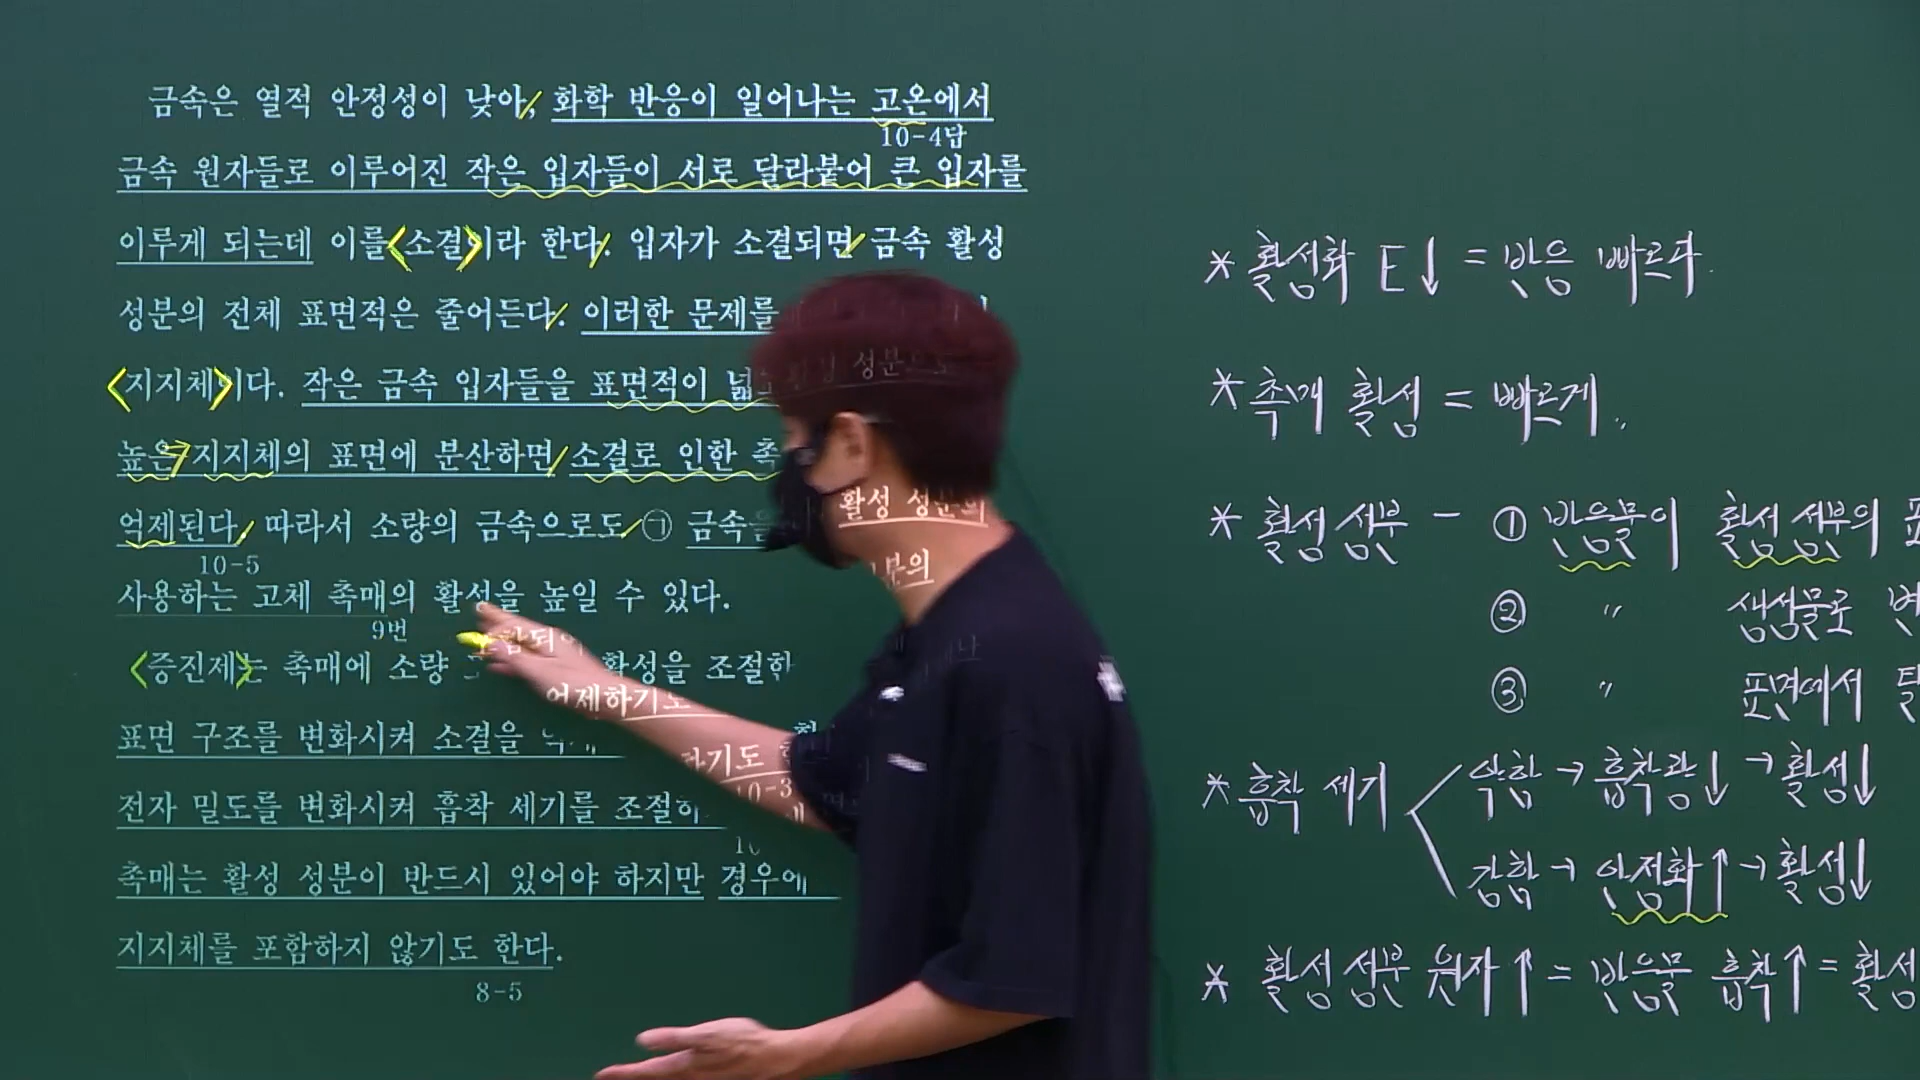 금속은 열적 안정성이 낮아, 화학 반응이 일어나는 고온에서
10-4답
금속 원자들로 이루어진 작은 입자들이 서로 달라붙어 큰 입자를
이루게 되는데 이를 <소결>이라 한다. 입자가 소결되면 금속 활성
성분의 전체 표면적은 줄어든다. 이러한 문제를
<지지체>이다. 작은 금속 입자들을 표면적이 넓
높은 지지체의 표면에 분산하면 소결로 인한 촉
억제된다. 따라서 소량의 금속으로도 ㉠ 금속을
10-5
사용하는 고체 촉매의 활성을 높일 수 있다.
9번
<증진제>는 촉매에 소량 활성을 조절한
표면 구조를 변화시켜 소결을 억제
전자 밀도를 변화시켜 흡착 세기를 조절하
촉매는 활성 성분이 반드시 있어야 하지만 경우에
지지체를 포함하지 않기도 한다.
8-5
* 활성화 E↓ = 반응 빠르다.
* 촉매 활성 = 빠르게.
* 활성 성분 - ① 반응물이 활성 성분의 표
② 〃 생성물로 변
③ 〃 표면에서 탈
* 흡착 세기 약함 → 흡착량↓ → 활성↓
강함 → 안정화↑ → 활성↓
* 활성 성분 원자↑ = 반응물 흡착↑ = 활성